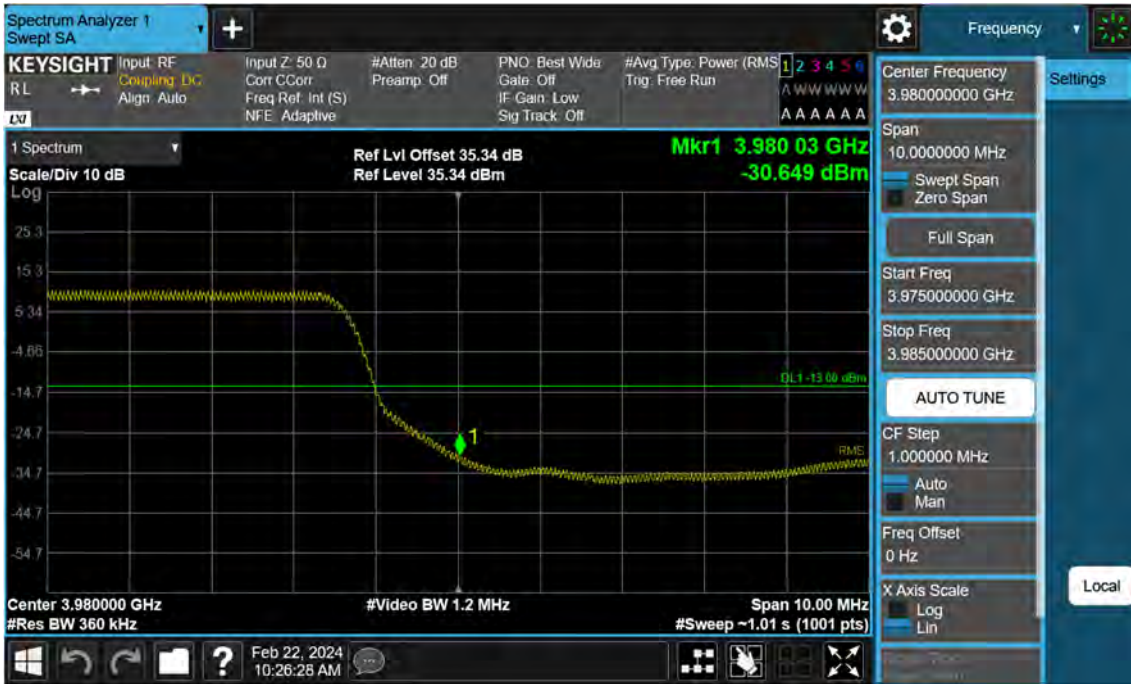 Spectrum Analyzer 1
Swept SA
Frequency
KEYSIGHT
RL
LXI
Input: RF
Coupling: DC
Align: Auto
Input Z: 50 Ω
Corr CCorr
Freq Ref: Int (S)
NFE: Adaptive
#Atten: 20 dB
Preamp: Off
PNO: Best Wide
Gate: Off
IF Gain: Low
Sig Track: Off
#Avg Type: Power (RMS
Trig: Free Run
1 2 3 4 5 6
A W W W W W
A A A A A A
Center Frequency
3.980000000 GHz
Settings
Span
10.0000000 MHz
Swept Span
Zero Span
Full Span
Start Freq
3.975000000 GHz
Stop Freq
3.985000000 GHz
AUTO TUNE
CF Step
1.000000 MHz
Auto
Man
Freq Offset
0 Hz
X Axis Scale
Log
Lin
Local
1 Spectrum
Scale/Div 10 dB
Ref Lvl Offset 35.34 dB
Ref Level 35.34 dBm
Mkr1 3.980 03 GHz
-30.649 dBm
Log
25.3
15.3
5.34
-4.66
DL1 -13.00 dBm
-14.7
-24.7
1
RMS
-34.7
-44.7
-54.7
Center 3.980000 GHz
#Video BW 1.2 MHz
Span 10.00 MHz
#Res BW 360 kHz
#Sweep ~1.01 s (1001 pts)
?
Feb 22, 2024
10:26:28 AM